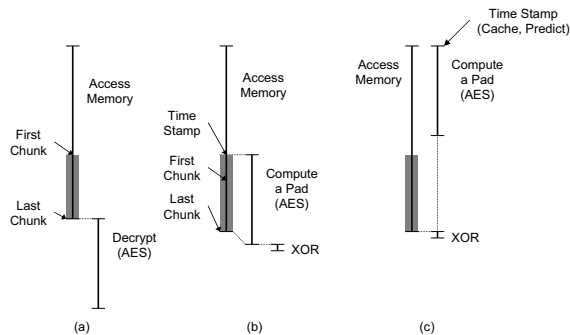 Access
Memory
First
Chunk
Last
Chunk
Decrypt
(AES)
(a)
Access
Memory
Time
Stamp
First
Chunk
Last
Chunk
Compute
a Pad
(AES)
XOR
(b)
Time Stamp
(Cache, Predict)
Access
Memory
Compute
a Pad
(AES)
XOR
(c)